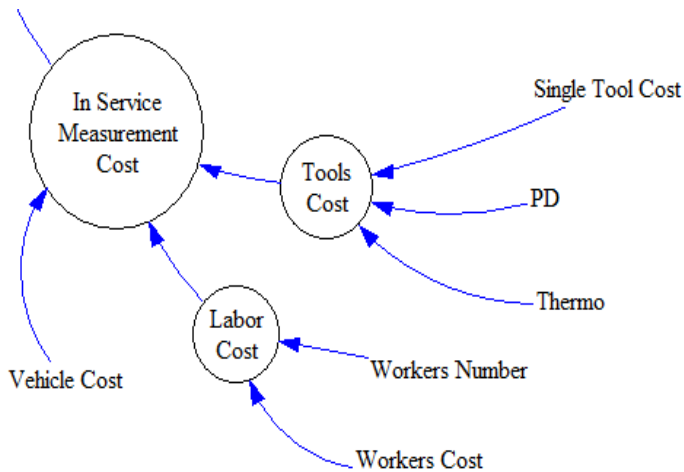 In Service
Measurement
Cost
Single Tool Cost
Tools
Cost
PD
Thermo
Labor
Cost
Workers Number
Vehicle Cost
Workers Cost